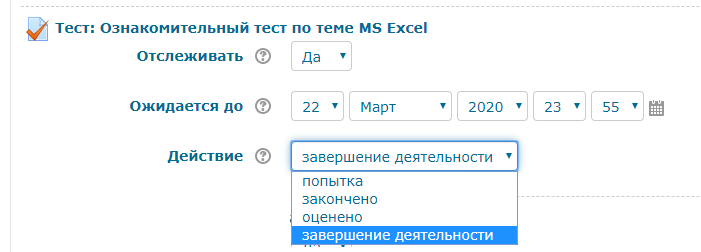 Тест: Ознакомительный тест по теме MS Excel
Отслеживать ? Да
Ожидается до ? 22 Март 2020 23 55
Действие ? завершение деятельности
попытка
закончено
оценено
завершение деятельности